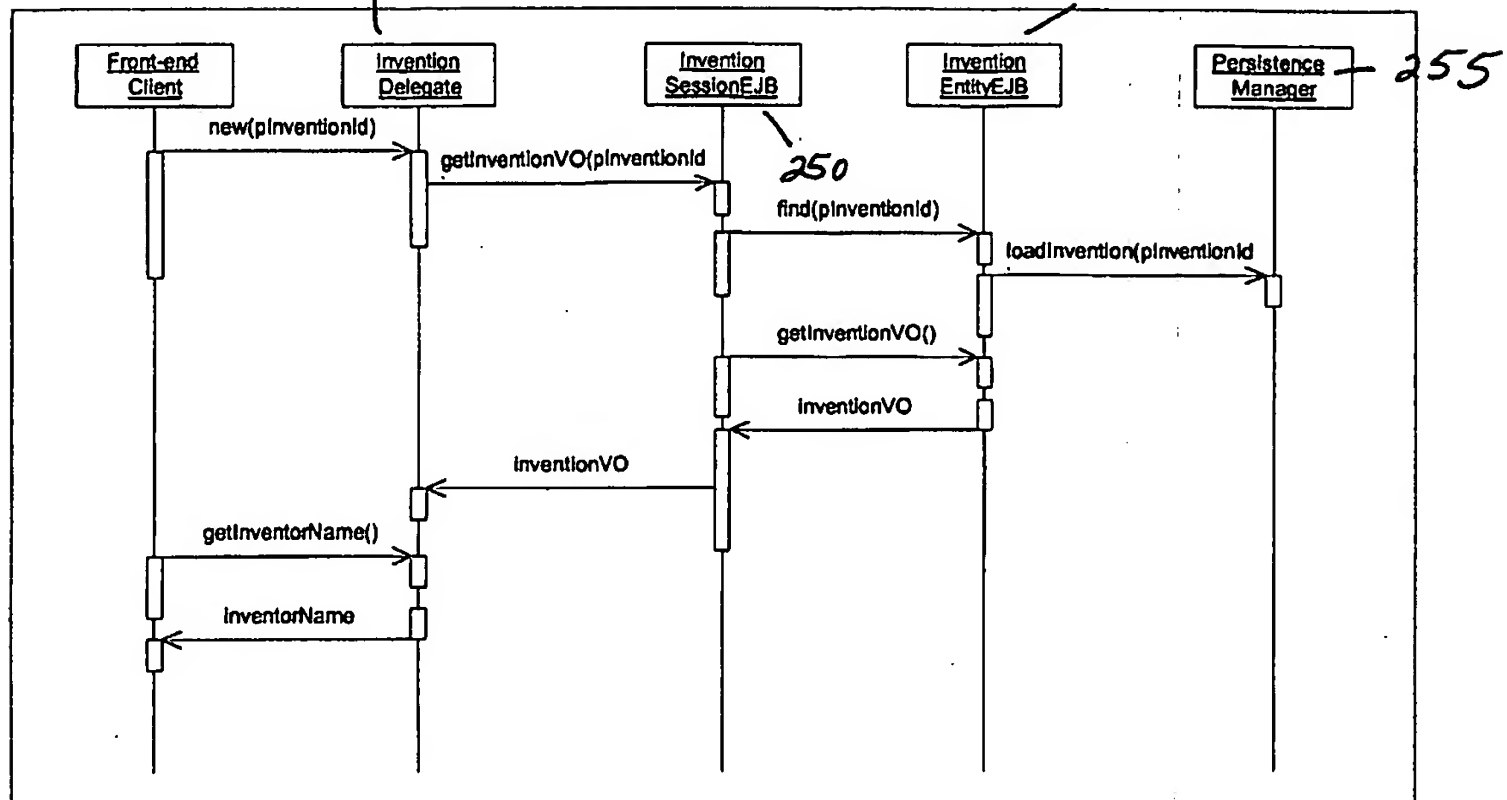 Front-end
Client
Invention
Delegate
Invention
SessionEJB
Invention
EntityEJB
Persistence
Manager
255
250
new(pInventionId)
getInventionVO(pInventionId
find(pInventionId)
loadInvention(pInventionId
getInventionVO()
inventionVO
inventionVO
getInventorName()
inventorName